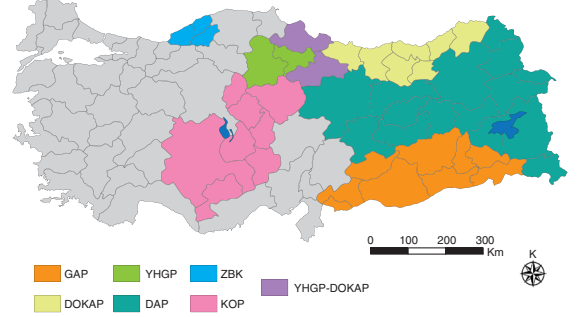 0 100 200 300
Km
K
GAP YHGP ZBK
YHGP-DOKAP
DOKAP DAP KOP